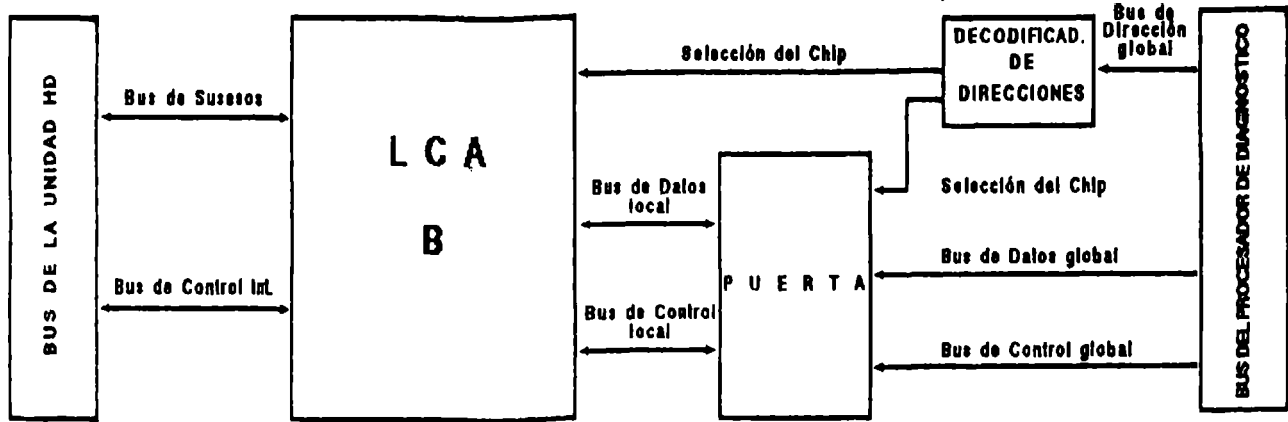 BUS DE LA UNIDAD HD
Bus de Susesos
Bus de Control Int.
LCA
B
Selección del Chip
DECODIFICAD.
DE
DIRECCIONES
Bus de
Dirección
global
Bus de Datos
local
Bus de Control
local
PUERTA
Selección del Chip
Bus de Datos global
Bus de Control global
BUS DEL PROCESADOR DE DIAGNOSTICO